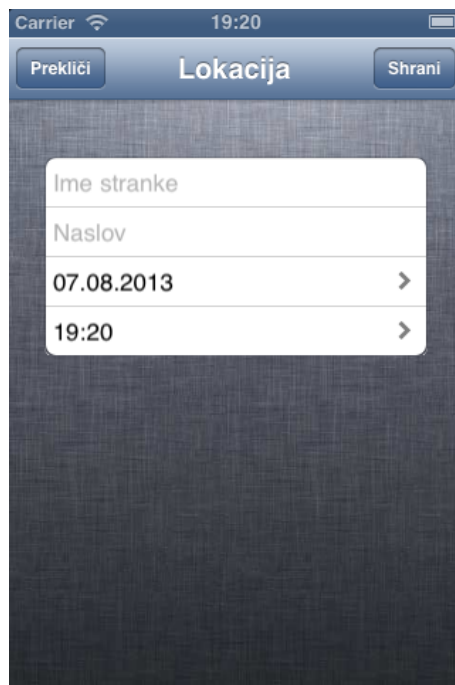 Carrier 19:20
Prekliči Lokacija Shrani
Ime stranke
Naslov
07.08.2013
19:20